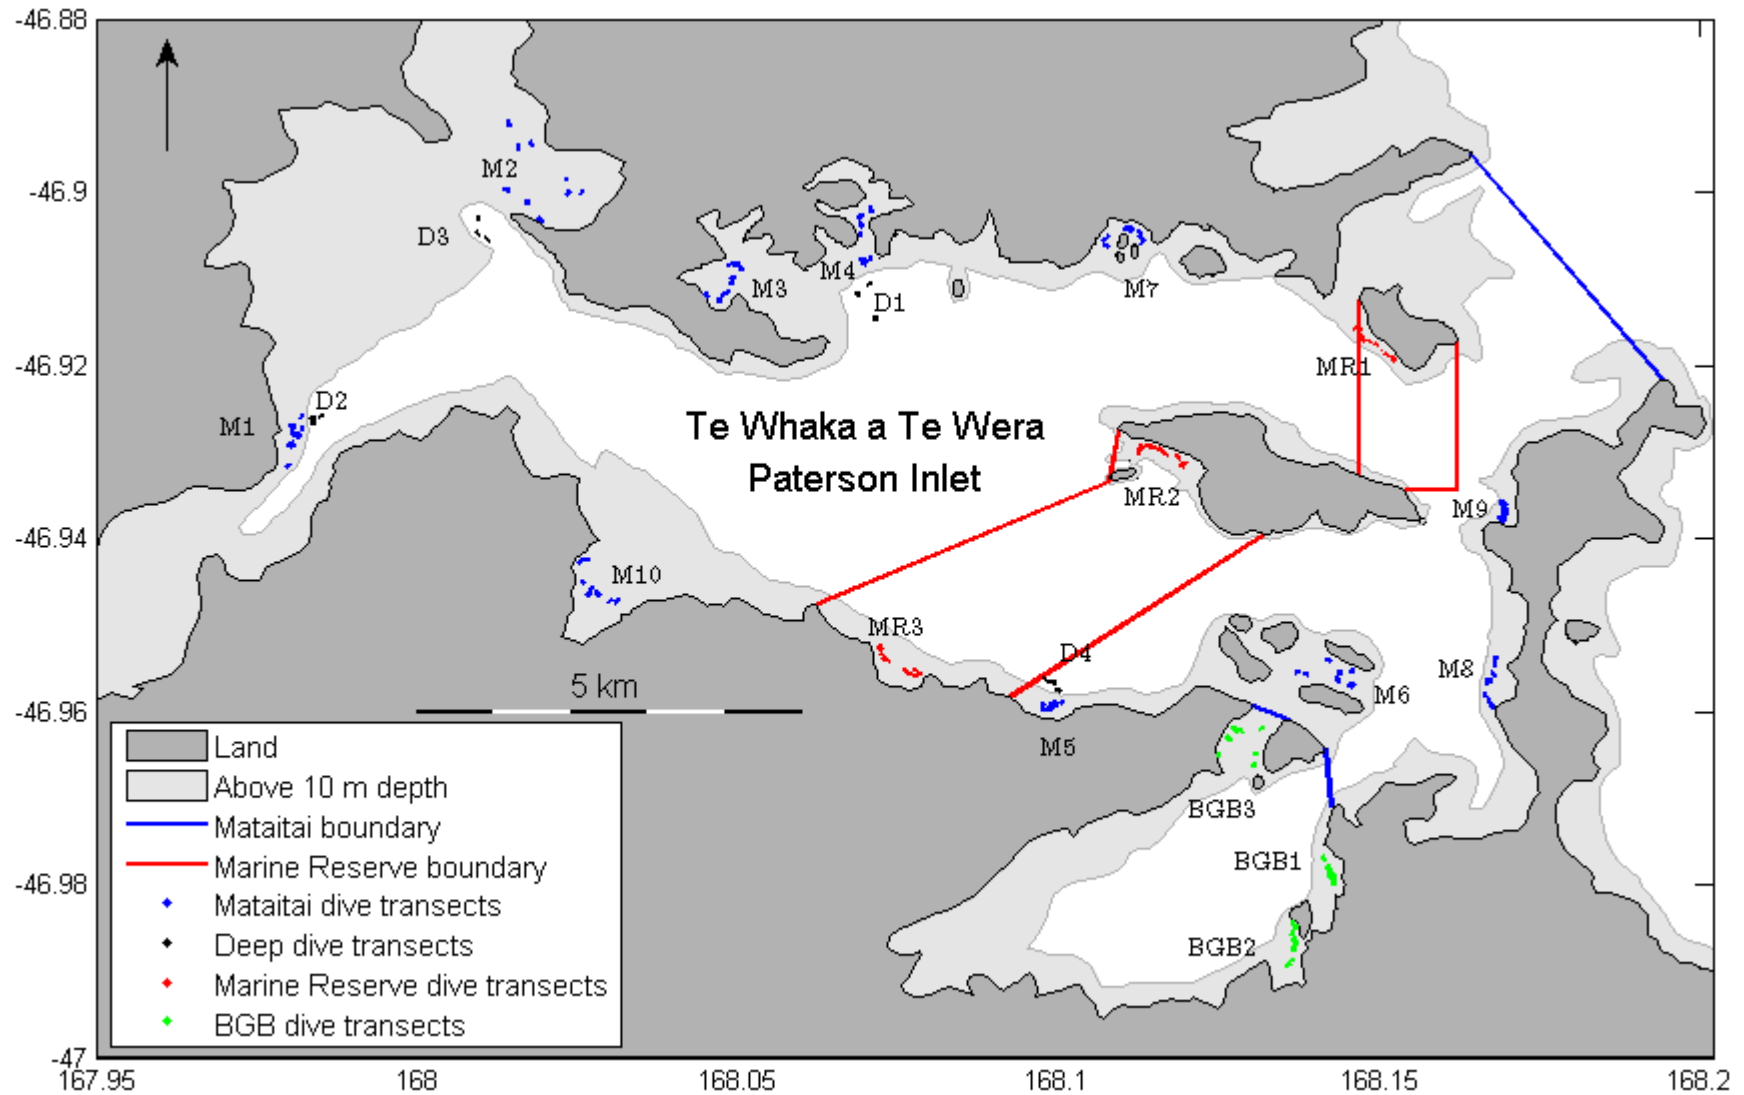 -46.88
-46.9
-46.92
-46.94
-46.96
-46.98
-47
167.95
168
168.05
168.1
168.15
168.2
M2
D3
M3
M4
D1
M7
MR1
D2
M1
Te Whaka a Te Wera
Paterson Inlet
MR2
M9
M10
MR3
D4
M8
M6
5 km
M5
BGB3
BGB1
BGB2
Land
Above 10 m depth
Mataitai boundary
Marine Reserve boundary
Mataitai dive transects
Deep dive transects
Marine Reserve dive transects
BGB dive transects